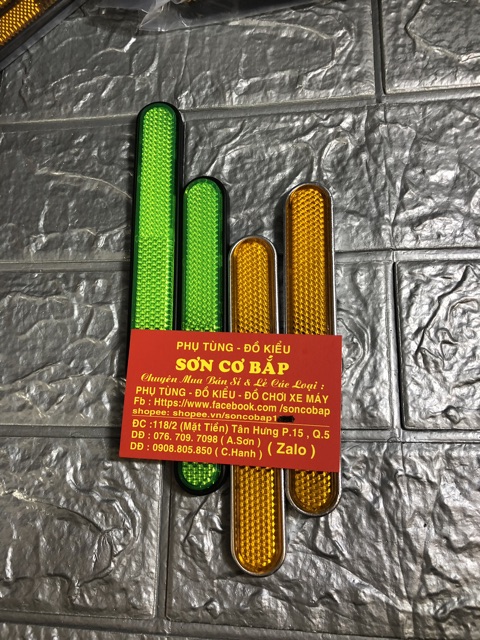 PHỤ TÙNG - ĐỒ KIỂU
SƠN CƠ BẮP
Chuyên Mua Bán Sỉ & Lẻ Các Loại :
PHỤ TÙNG - ĐỒ KIỂU - ĐỒ CHƠI XE MÁY
Fb : Https://www.facebook.com /soncobap
shopee: shopee.vn/soncobap1
ĐC :118/2 (Mặt Tiền) Tân Hưng P.15 , Q.5
DĐ : 076. 709. 7098 ( A.Sơn )
DĐ : 0908.805.850 ( C.Hanh ) ( Zalo )